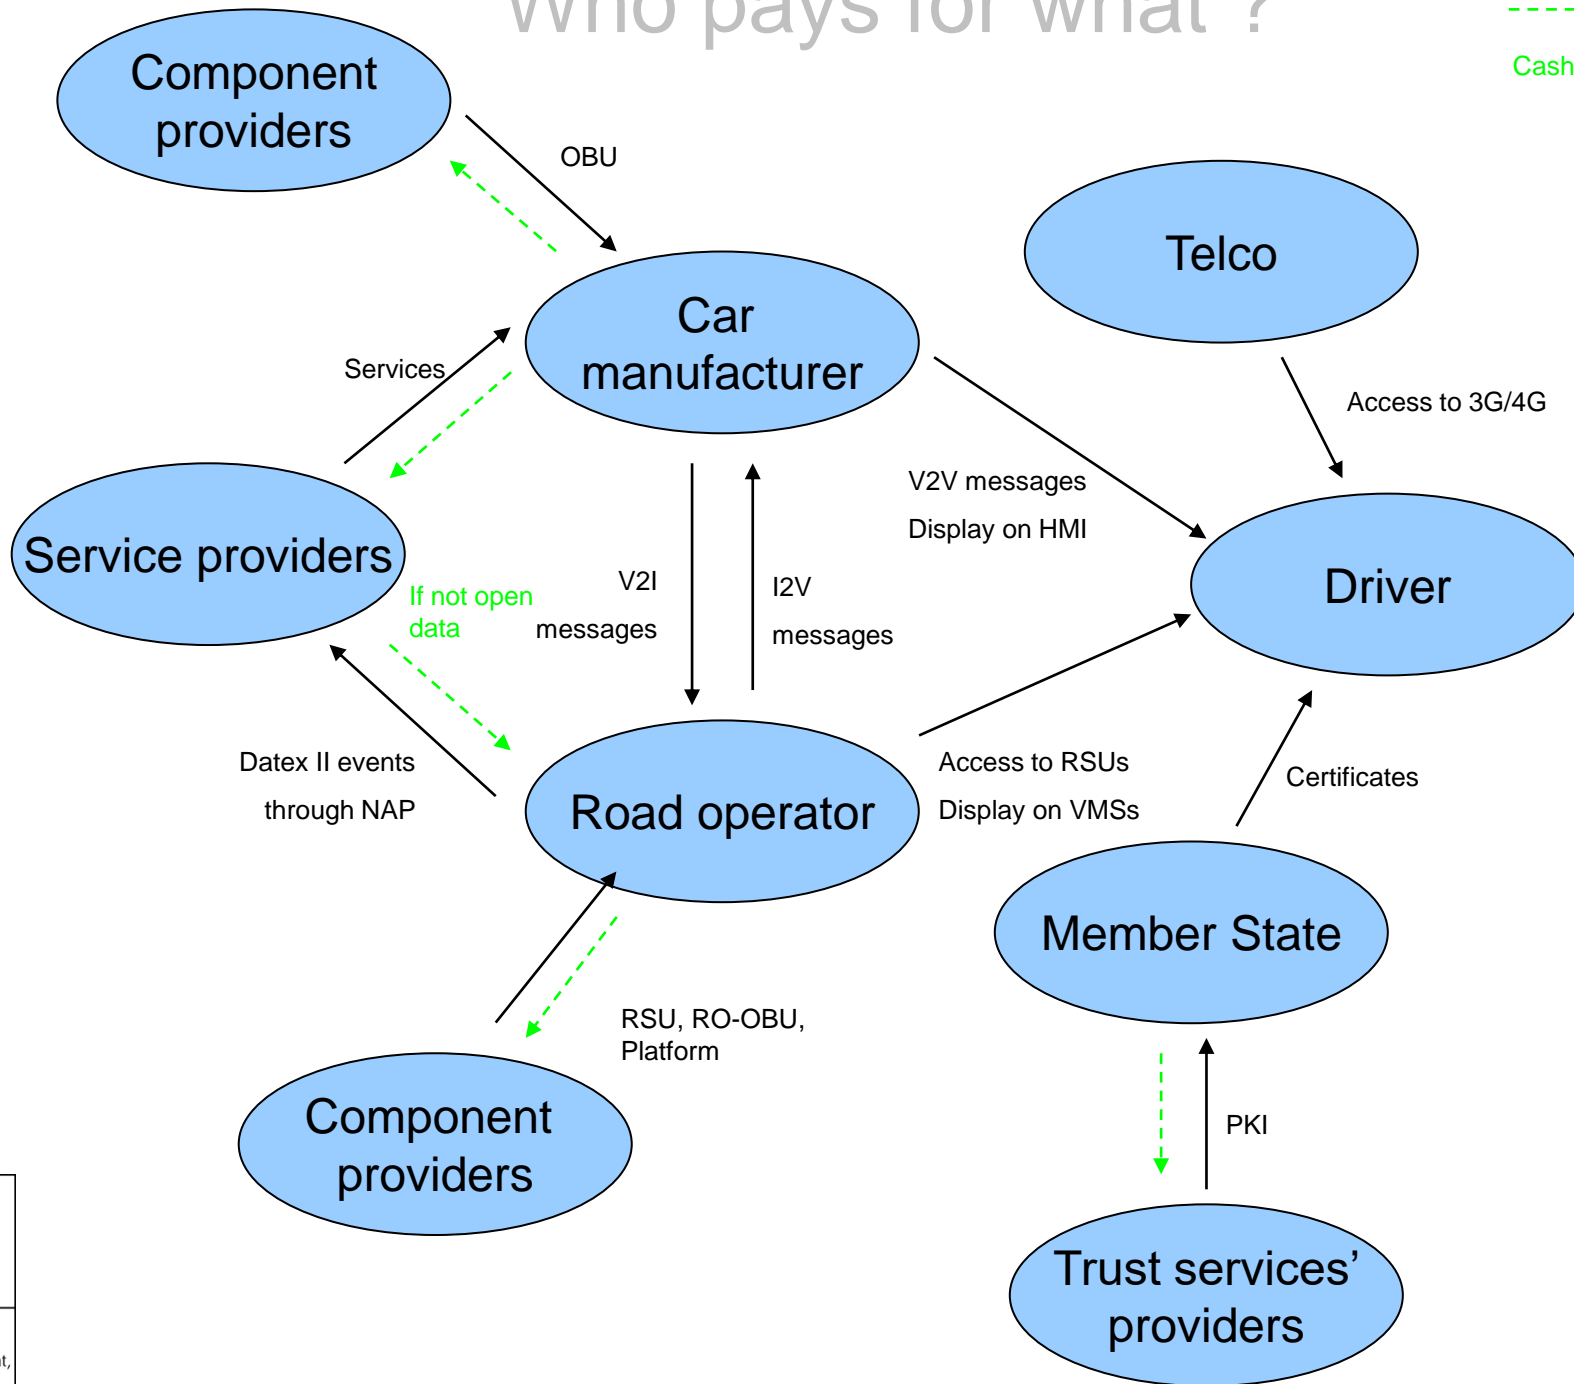 Who pays for what ?
Cash
Component
providers
OBU
Telco
Car
manufacturer
Services
Access to 3G/4G
V2V messages
Display on HMI
Service providers
If not open
data
V2I
messages
I2V
messages
Driver
Datex II events
through NAP
Road operator
Access to RSUs
Display on VMSs
Certificates
Member State
RSU, RO-OBU,
Platform
Component
providers
PKI
Trust services’
providers